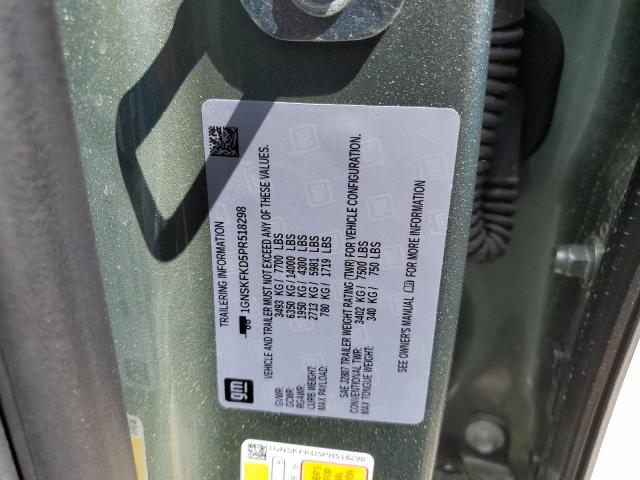 TRAILERING INFORMATION
1GNSKFKD5PR518298
VEHICLE AND TRAILER MUST NOT EXCEED ANY OF THESE VALUES.
GVWR: 3493 KG / 7700 LBS
GCWR: 6350 KG / 14000 LBS
RGAWR: 1950 KG / 4300 LBS
CURB WEIGHT: 2713 KG / 5981 LBS
MAX PAYLOAD: 780 KG / 1719 LBS
SAE J2807 TRAILER WEIGHT RATING (TWR) FOR VEHICLE CONFIGURATION.
CONVENTIONAL TWR: 3402 KG / 7500 LBS
MAX TONGUE WEIGHT: 340 KG / 750 LBS
SEE OWNER'S MANUAL FOR MORE INFORMATION
gm
1GNSKFKD5PR518298